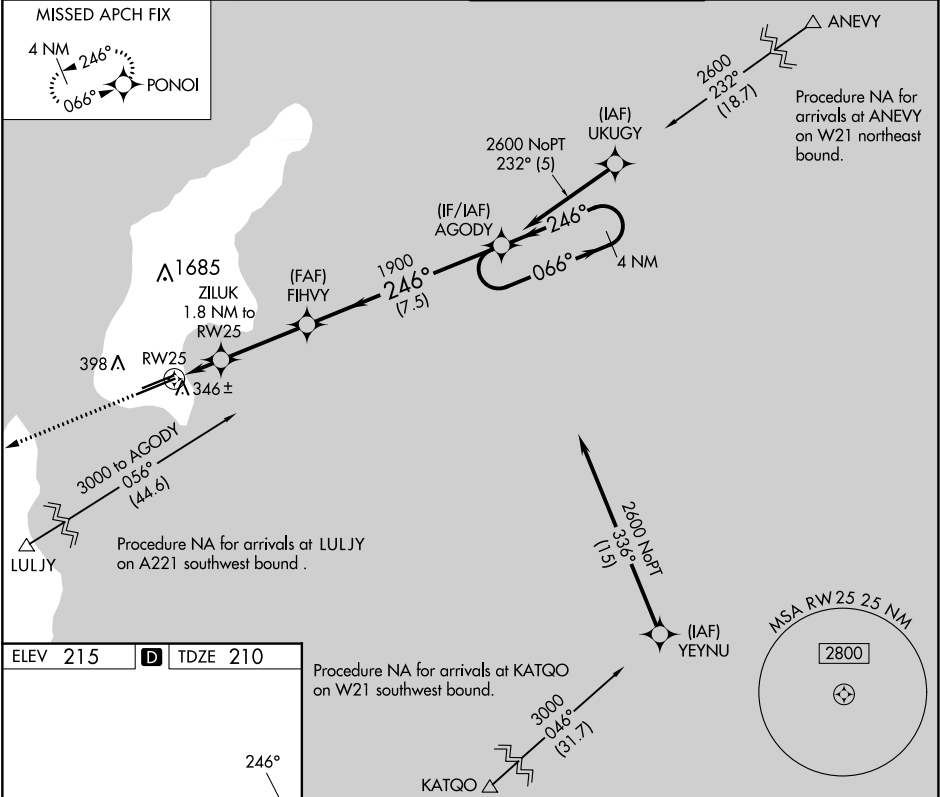 MISSED APCH FIX
4 NM
246°
066°
PONOI
ANEVY
2600
232°
(18.7)
Procedure NA for
arrivals at ANEVY
on W21 northeast
bound.
(IAF)
UKUGY
2600 NoPT
232° (5)
(IF/IAF)
AGODY
246°
066°
4 NM
1900
246°
(7.5)
(FAF)
FIHVY
1685
ZILUK
1.8 NM to
RW25
398
RW25
346 ±
3000 to AGODY
056°
(44.6)
LULJY
Procedure NA for arrivals at LULJY
on A221 southwest bound .
2600 NoPT
336°
(15)
(IAF)
YEYNU
MSA RW25 25 NM
2800
ELEV 215
D
TDZE 210
246°
Procedure NA for arrivals at KATQO
on W21 southwest bound.
3000
046°
(31.7)
KATQO